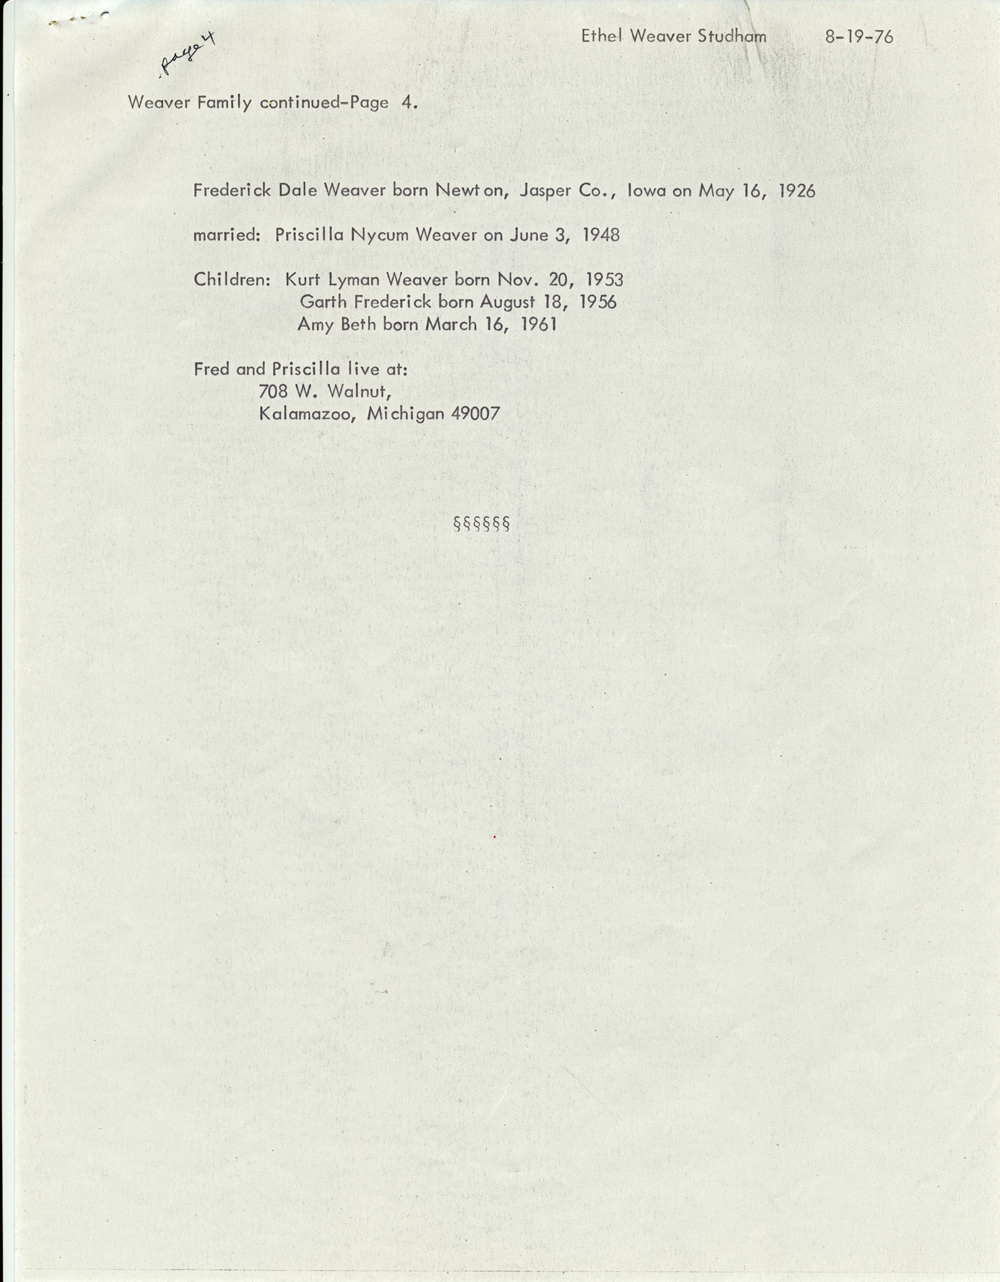 Ethel Weaver Studham 8-19-76
page 4
Weaver Family continued-Page 4.
Frederick Dale Weaver born Newton, Jasper Co., Iowa on May 16, 1926
married: Priscilla Nycum Weaver on June 3, 1948
Children: Kurt Lyman Weaver born Nov. 20, 1953
Garth Frederick born August 18, 1956
Amy Beth born March 16, 1961
Fred and Priscilla live at:
708 W. Walnut,
Kalamazoo, Michigan 49007
§§§§§§